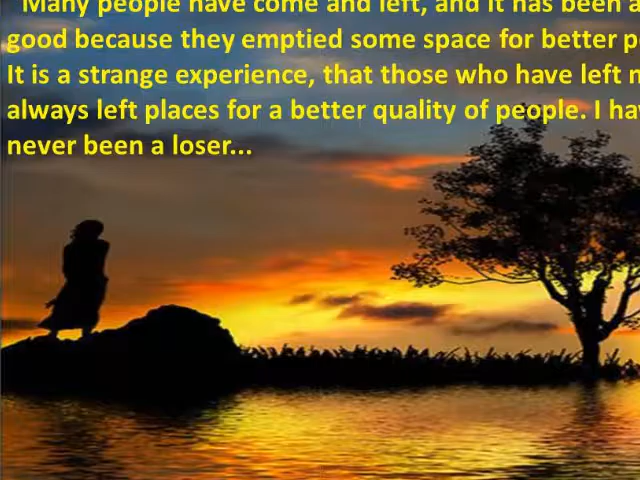 Many people have come and left, and it has been a
good because they emptied some space for better p
It is a strange experience, that those who have left m
always left places for a better quality of people. I hav
never been a loser...